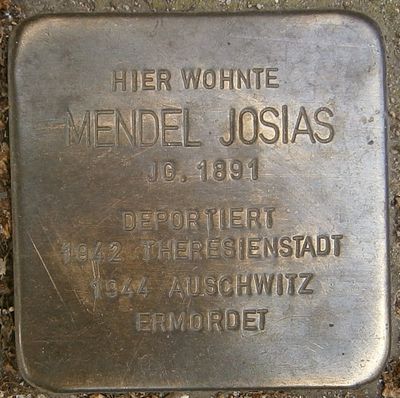 HIER WOHNTE
MENDEL JOSIAS
JG. 1891
DEPORTIERT
1942 THERESIENSTADT
1944 AUSCHWITZ
ERMORDET